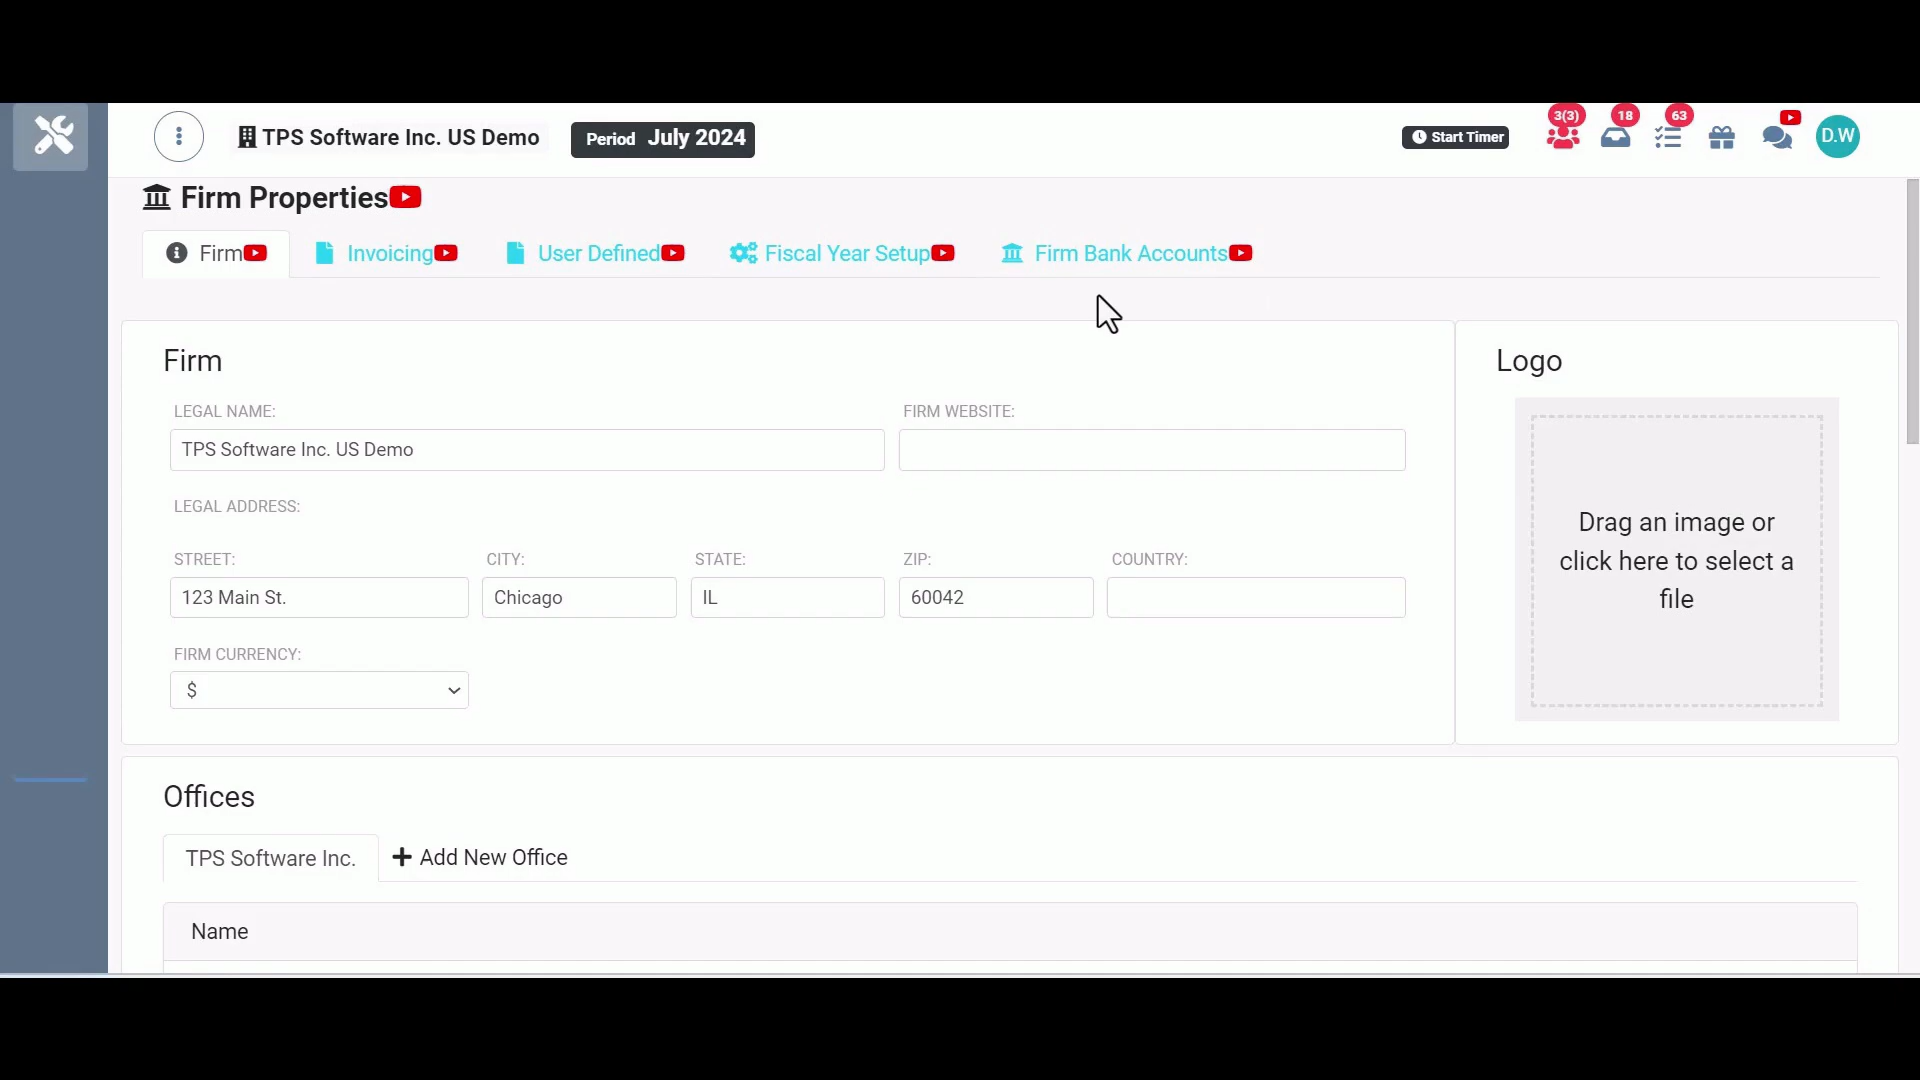 TPS Software Inc. US Demo
Period July 2024
Start Timer
3(3)
18
63
D.W
Firm Properties
Firm
Invoicing
User Defined
Fiscal Year Setup
Firm Bank Accounts
Firm
LEGAL NAME:
FIRM WEBSITE:
TPS Software Inc. US Demo
LEGAL ADDRESS:
STREET:
CITY:
STATE:
ZIP:
COUNTRY:
123 Main St.
Chicago
IL
60042
FIRM CURRENCY:
$
Logo
Drag an image or
click here to select a
file
Offices
TPS Software Inc.
Add New Office
Name